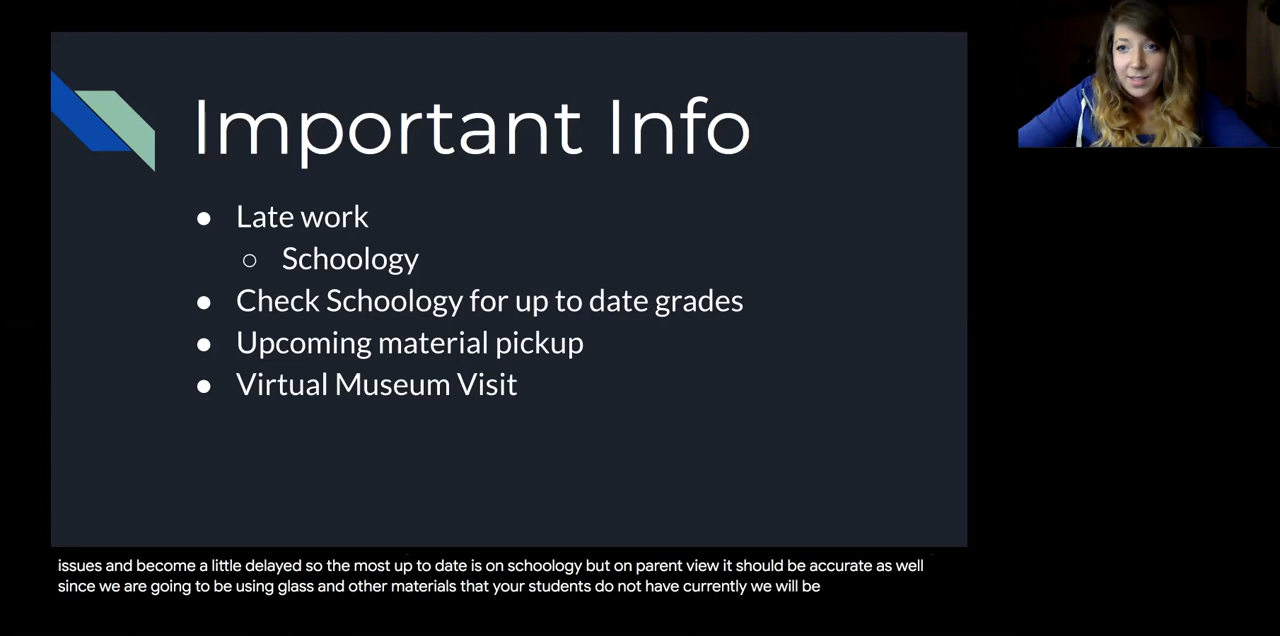 Important Info
● Late work
○ Schoology
● Check Schoology for up to date grades
● Upcoming material pickup
● Virtual Museum Visit
issues and become a little delayed so the most up to date is on schoology but on parent view it should be accurate as well
since we are going to be using glass and other materials that your students do not have currently we will be